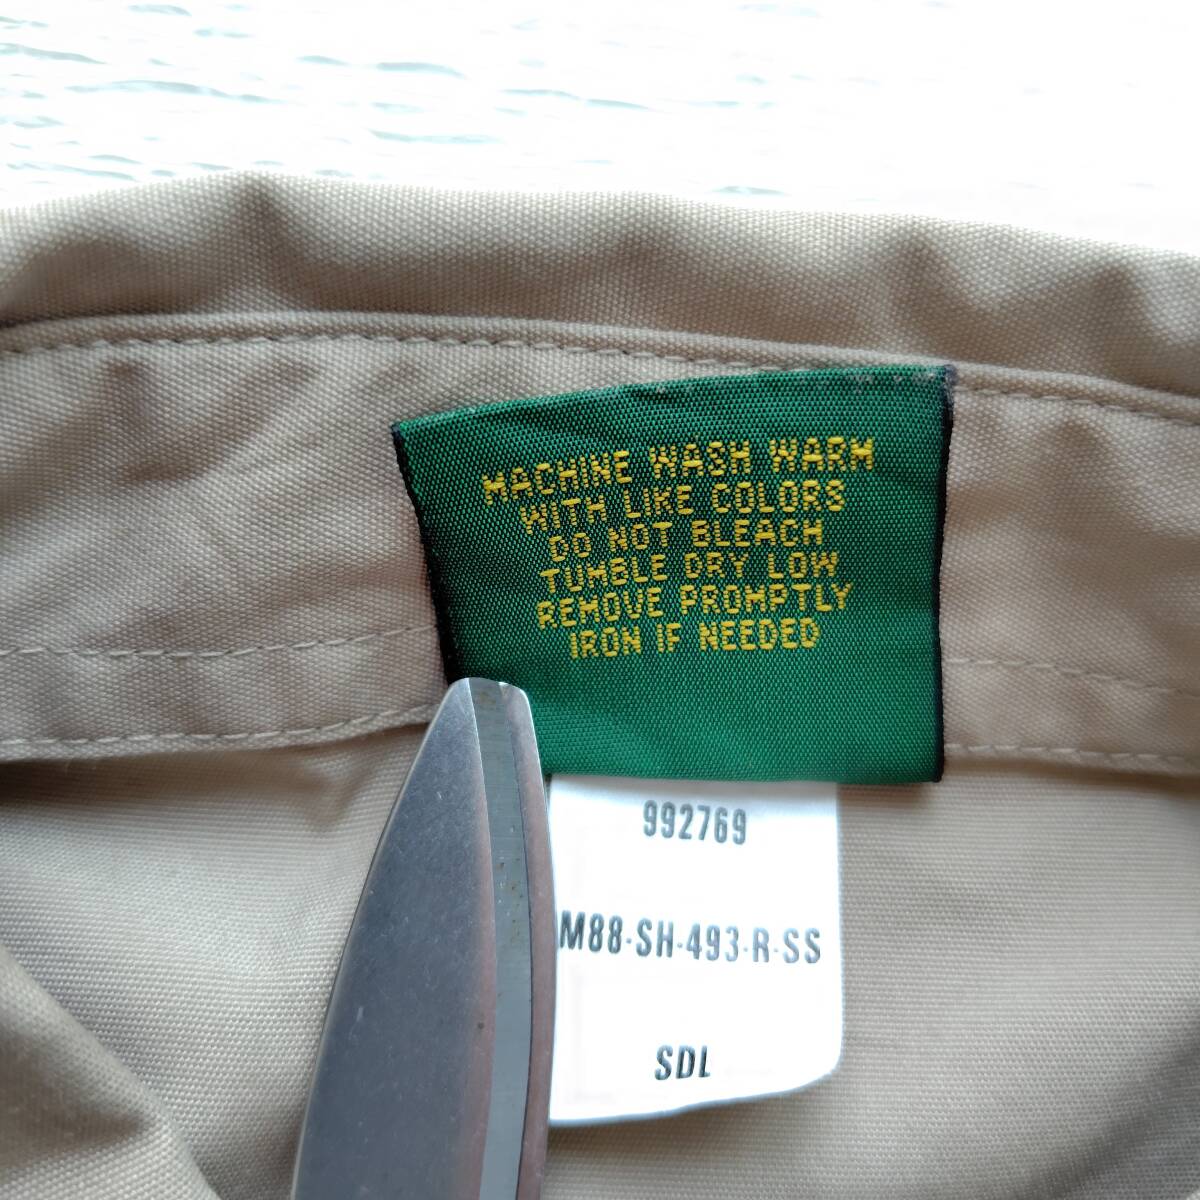 MACHINE WASH WARM
WITH LIKE COLORS
DO NOT BLEACH
TUMBLE DRY LOW
REMOVE PROMPTLY
IRON IF NEEDED
992769
M88-SH-493-R-SS
SDL